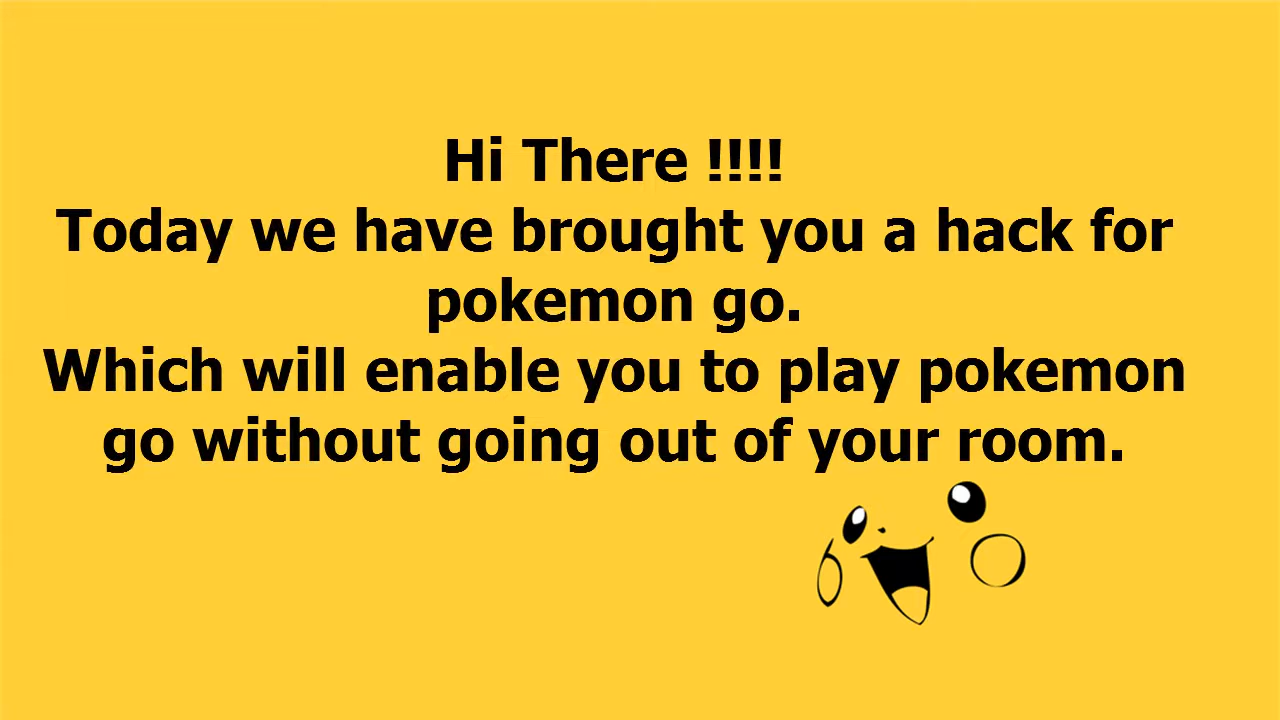 Hi There !!!!
Today we have brought you a hack for
pokemon go.
Which will enable you to play pokemon
go without going out of your room.